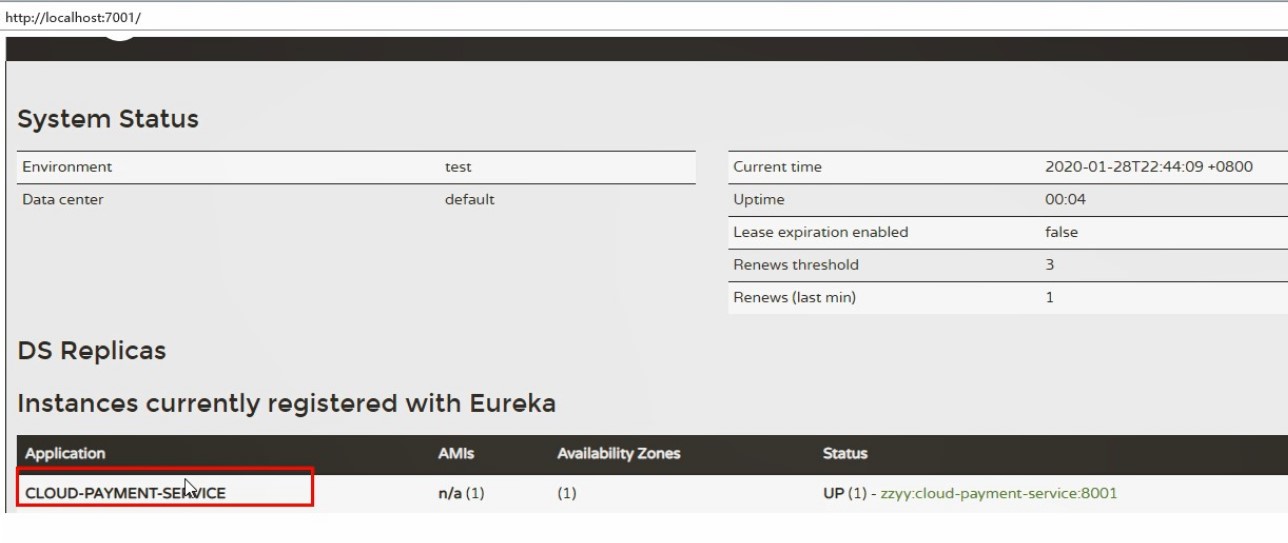 http://localhost:7001/
System Status
Environment test
Data center default
Current time 2020-01-28T22:44:09 +0800
Uptime 00:04
Lease expiration enabled false
Renews threshold 3
Renews (last min) 1
DS Replicas
Instances currently registered with Eureka
Application AMIs Availability Zones Status
CLOUD-PAYMENT-SERVICE n/a (1) (1) UP (1) - zzyy:cloud-payment-service:8001